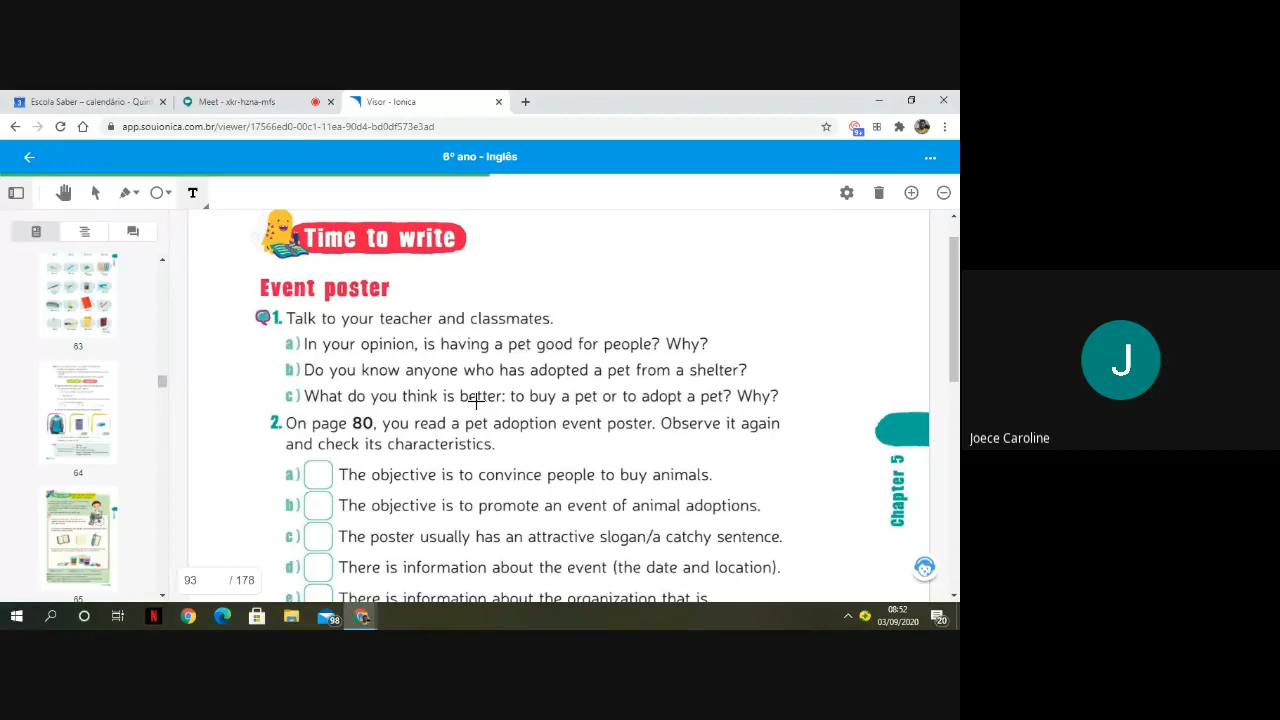 Escola Saber – calendário - Quin
Meet - xkr-hzna-mfs
Visor - Ionica
app.souionica.com.br/viewer/17566ed0-00c1-11ea-90d4-bd0df573e3ad
9+
6º ano - Inglês
T
Time to write
Event poster
1. Talk to your teacher and classmates.
a) In your opinion, is having a pet good for people? Why?
b) Do you know anyone who has adopted a pet from a shelter?
c) What do you think is better: to buy a pet or to adopt a pet? Why?
2. On page 80, you read a pet adoption event poster. Observe it again
and check its characteristics.
a) The objective is to convince people to buy animals.
b) The objective is to promote an event of animal adoptions.
c) The poster usually has an attractive slogan/a catchy sentence.
d) There is information about the event (the date and location).
e) There is information about the organization that is
Chapter 5
63
64
65
93 / 178
98
08:52
03/09/2020
20
J
Joece Caroline